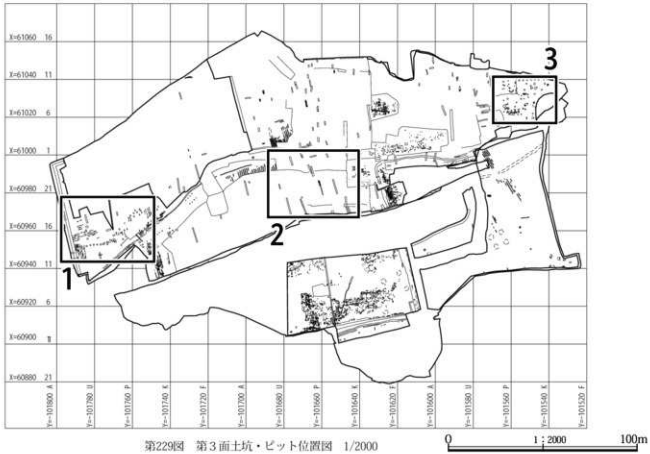 X=61060 16
X=61040 11
3
X=61020 6
X=61000 1
X=60980 21
X=60960 16
1
2
X=60940 11
X=60920 6
X=60900 1
X=60880 21
Y=-101800 A
Y=-101780 U
Y=-101760 P
Y=-101740 K
Y=-101720 F
Y=-101700 A
Y=-101680 U
Y=-101660 P
Y=-101640 K
Y=-101620 F
Y=-101600 A
Y=-101580 U
Y=-101560 P
Y=-101540 K
Y=-101520 F
第229図 第3面土坑・ピット位置図 1/2000
0 1:2000 100m